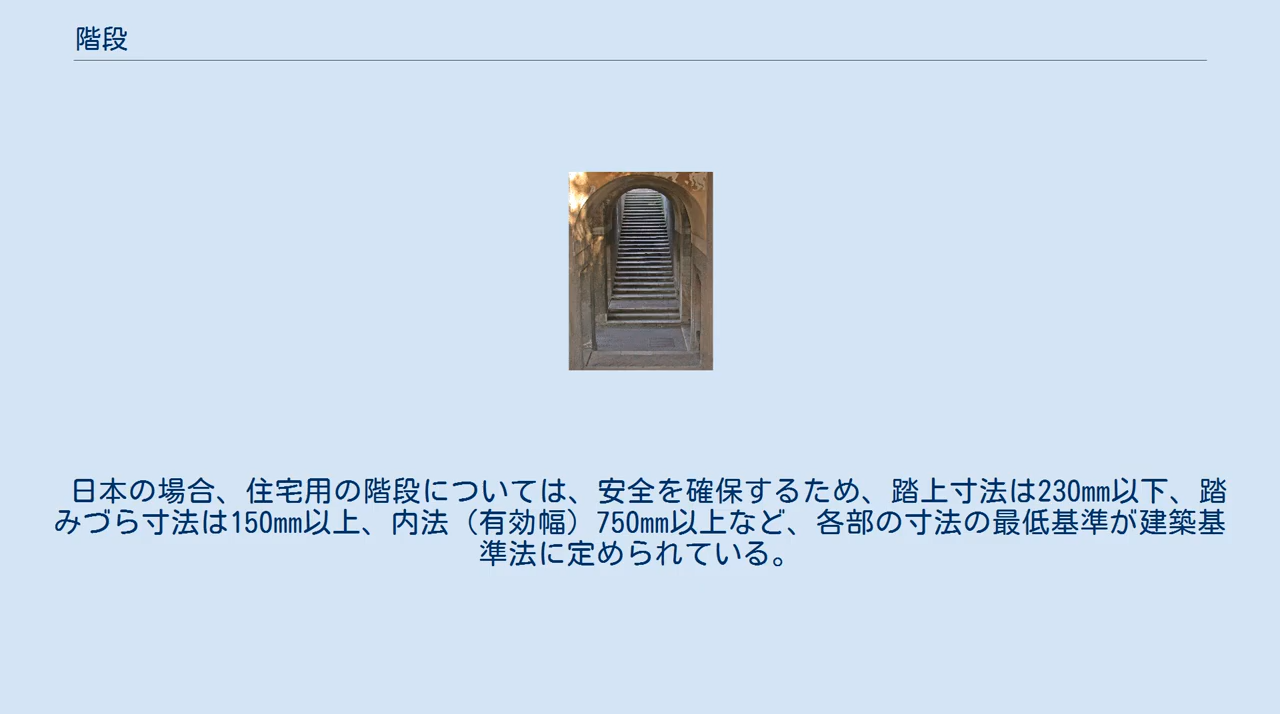 階段
日本の場合、住宅用の階段については、安全を確保するため、踏上寸法は230㎜以下、踏
みづら寸法は150㎜以上、内法（有効幅）750㎜以上など、各部の寸法の最低基準が建築基
準法に定められている。